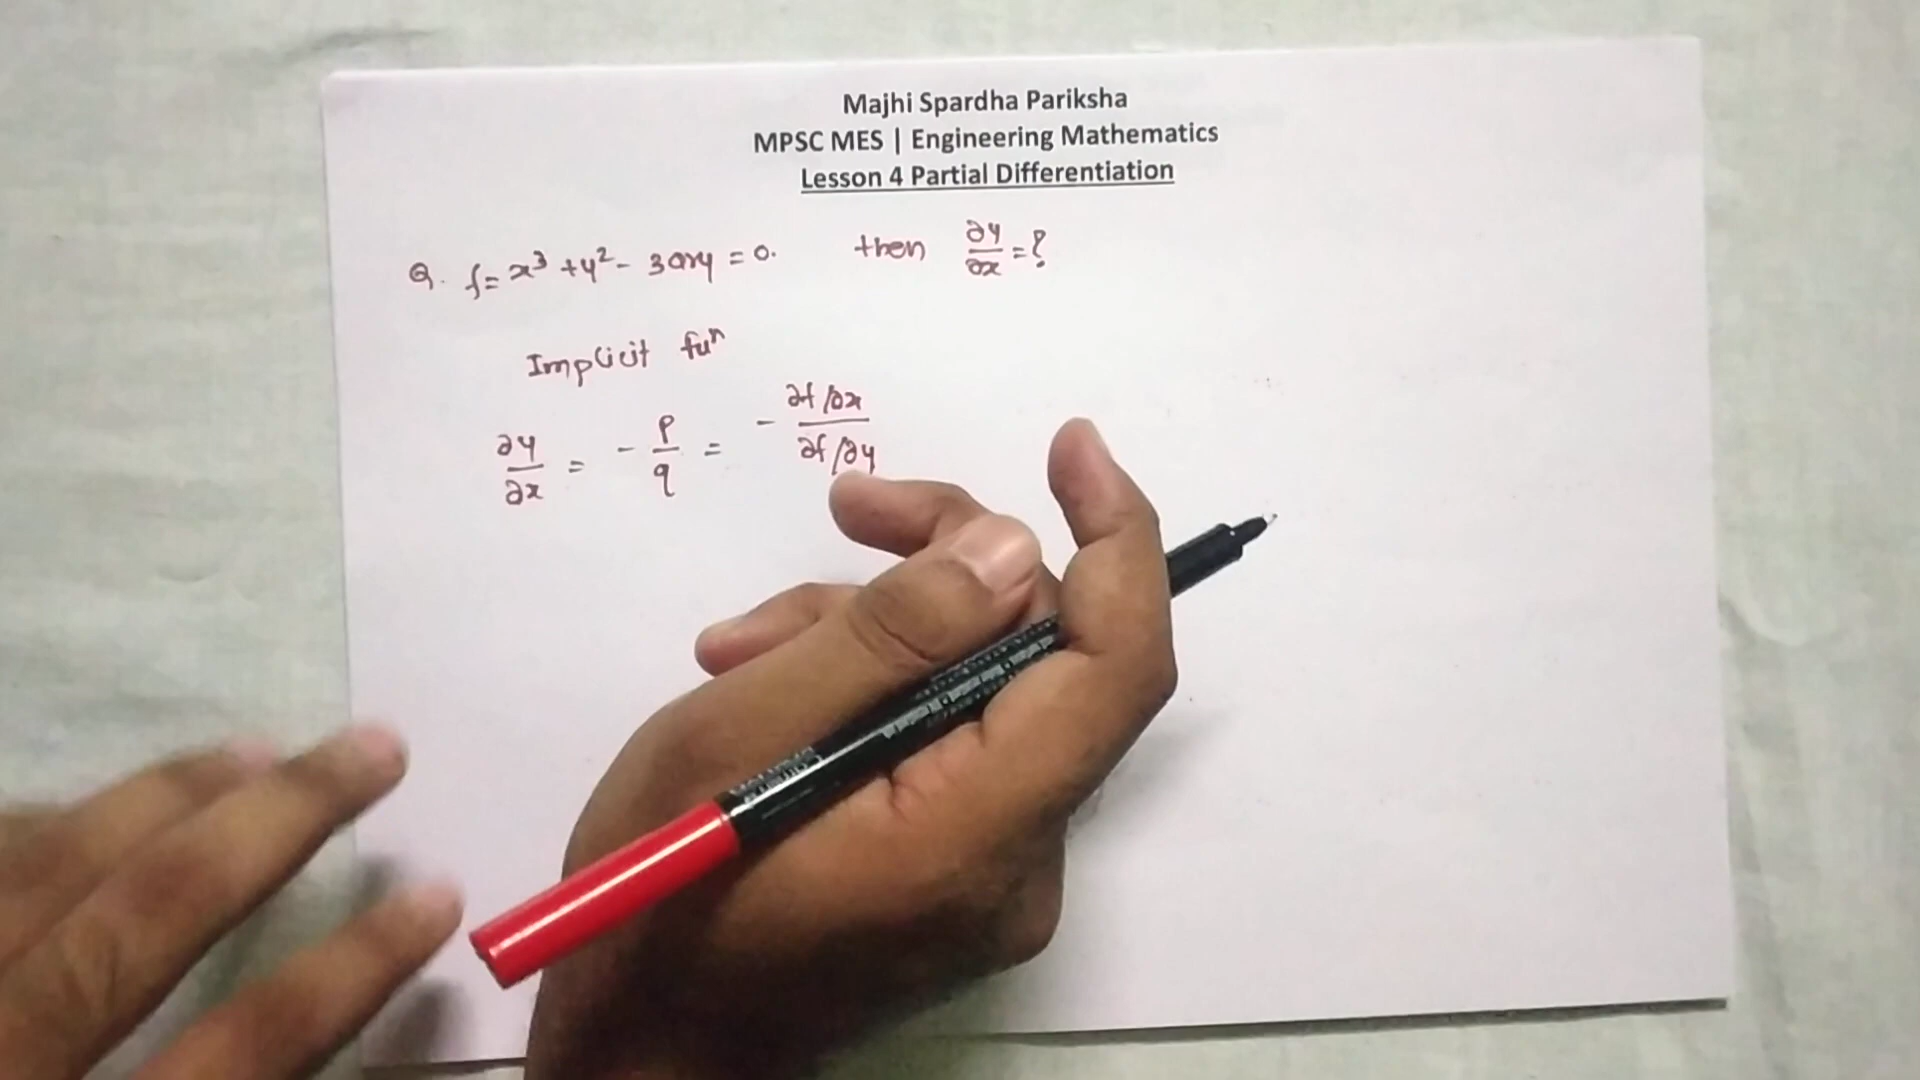 Majhi Spardha Pariksha
MPSC MES | Engineering Mathematics
Lesson 4 Partial Differentiation
Q. f = x³ + y² - 3axy = 0. then ∂y/∂x = ?
Implicit fuⁿ
∂y/∂x = - p/q = - ∂f/∂x / ∂f/∂y